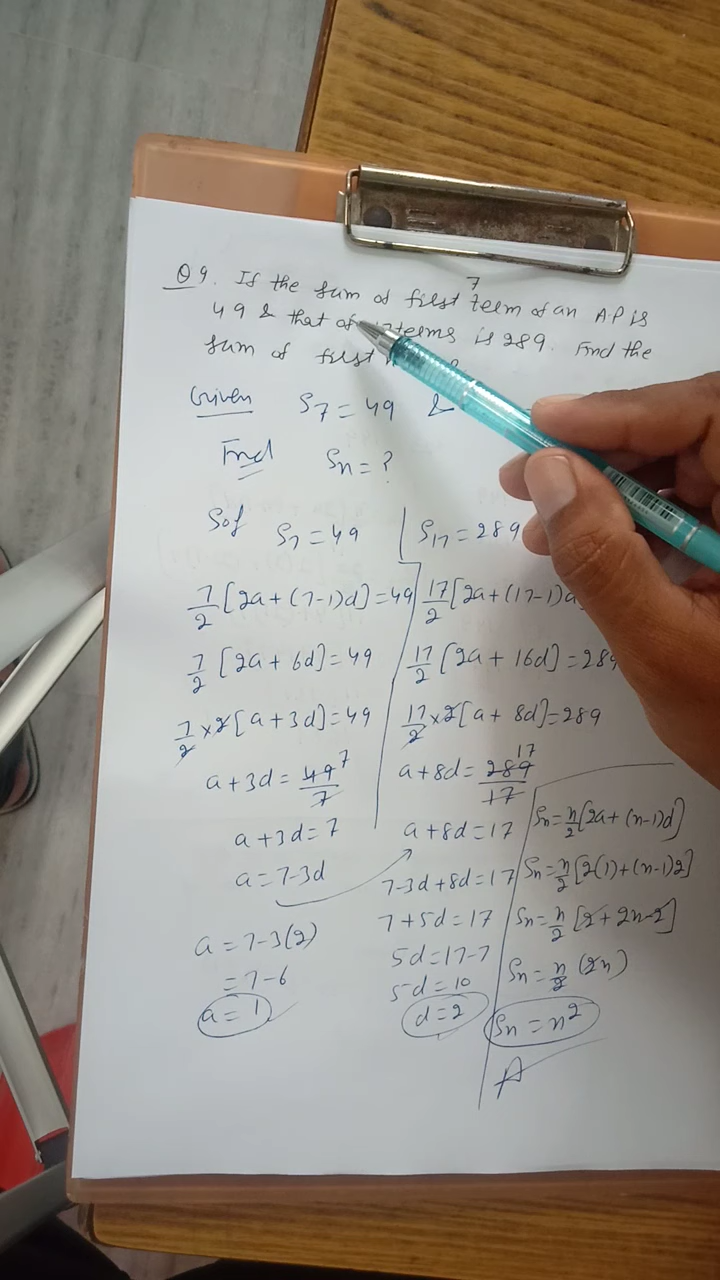 Q9. If the sum of first 7 term of an A.P is
49 & that of terms is 289. Find the
sum of first
Given S7 = 49 &
Find Sn = ?
Sol S7 = 49
7/2 [2a + (7-1)d] = 49
7/2 [2a + 6d] = 49
7/2 × 2[a + 3d] = 49
a + 3d = 49/7 7
a + 3d = 7
a = 7-3d
a = 7-3(2)
= 7-6
a = 1
S17 = 289
17/2 [2a + (17-1)d
17/2 [2a + 16d] = 289
17/2 × 2[a + 8d] = 289
a + 8d = 289/17 17
a + 8d = 17
7-3d+8d = 17
7 + 5d = 17
5d = 17-7
5d = 10
d = 2
Sn = n/2 [2a + (n-1)d]
Sn = n/2 [2(1) + (n-1)2]
Sn = n/2 [2 + 2n - 2]
Sn = n/2 (2n)
Sn = n²